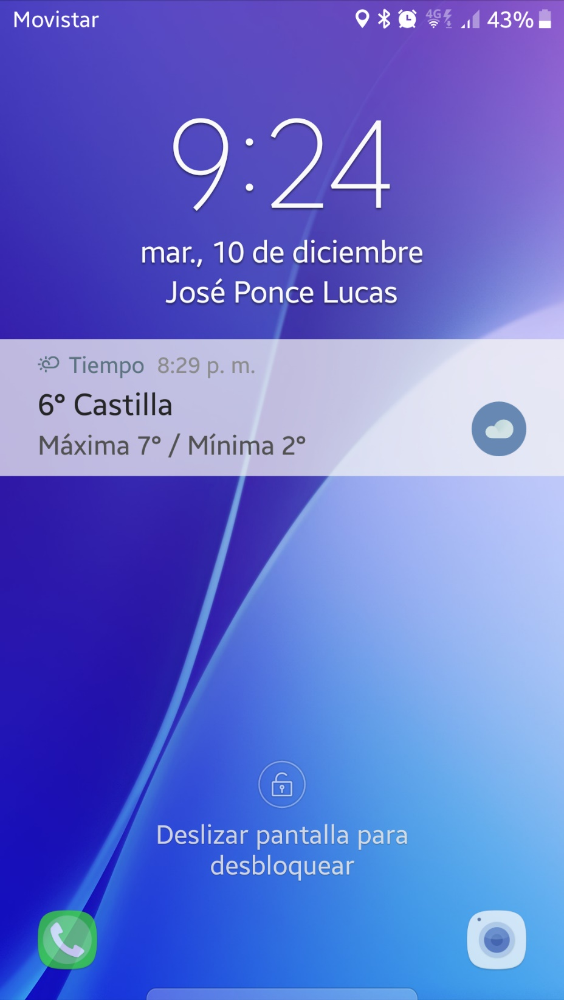 Movistar
4G 43%
9:24
mar., 10 de diciembre
José Ponce Lucas
Tiempo 8:29 p. m.
6° Castilla
Máxima 7° / Mínima 2°
Deslizar pantalla para
desbloquear